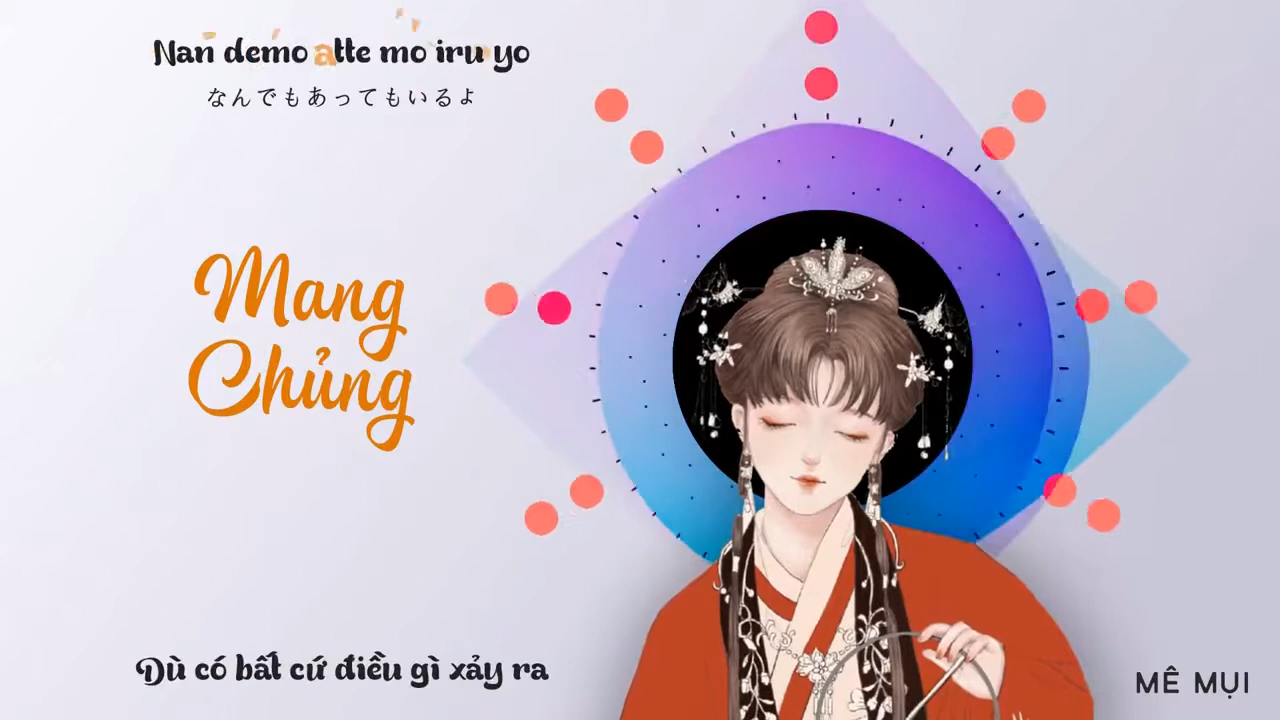 Nan demo atte mo iru yo
なんでもあってもいるよ
Mang
Chủng
Dù có bất cứ điều gì xảy ra
MÊ MỤI